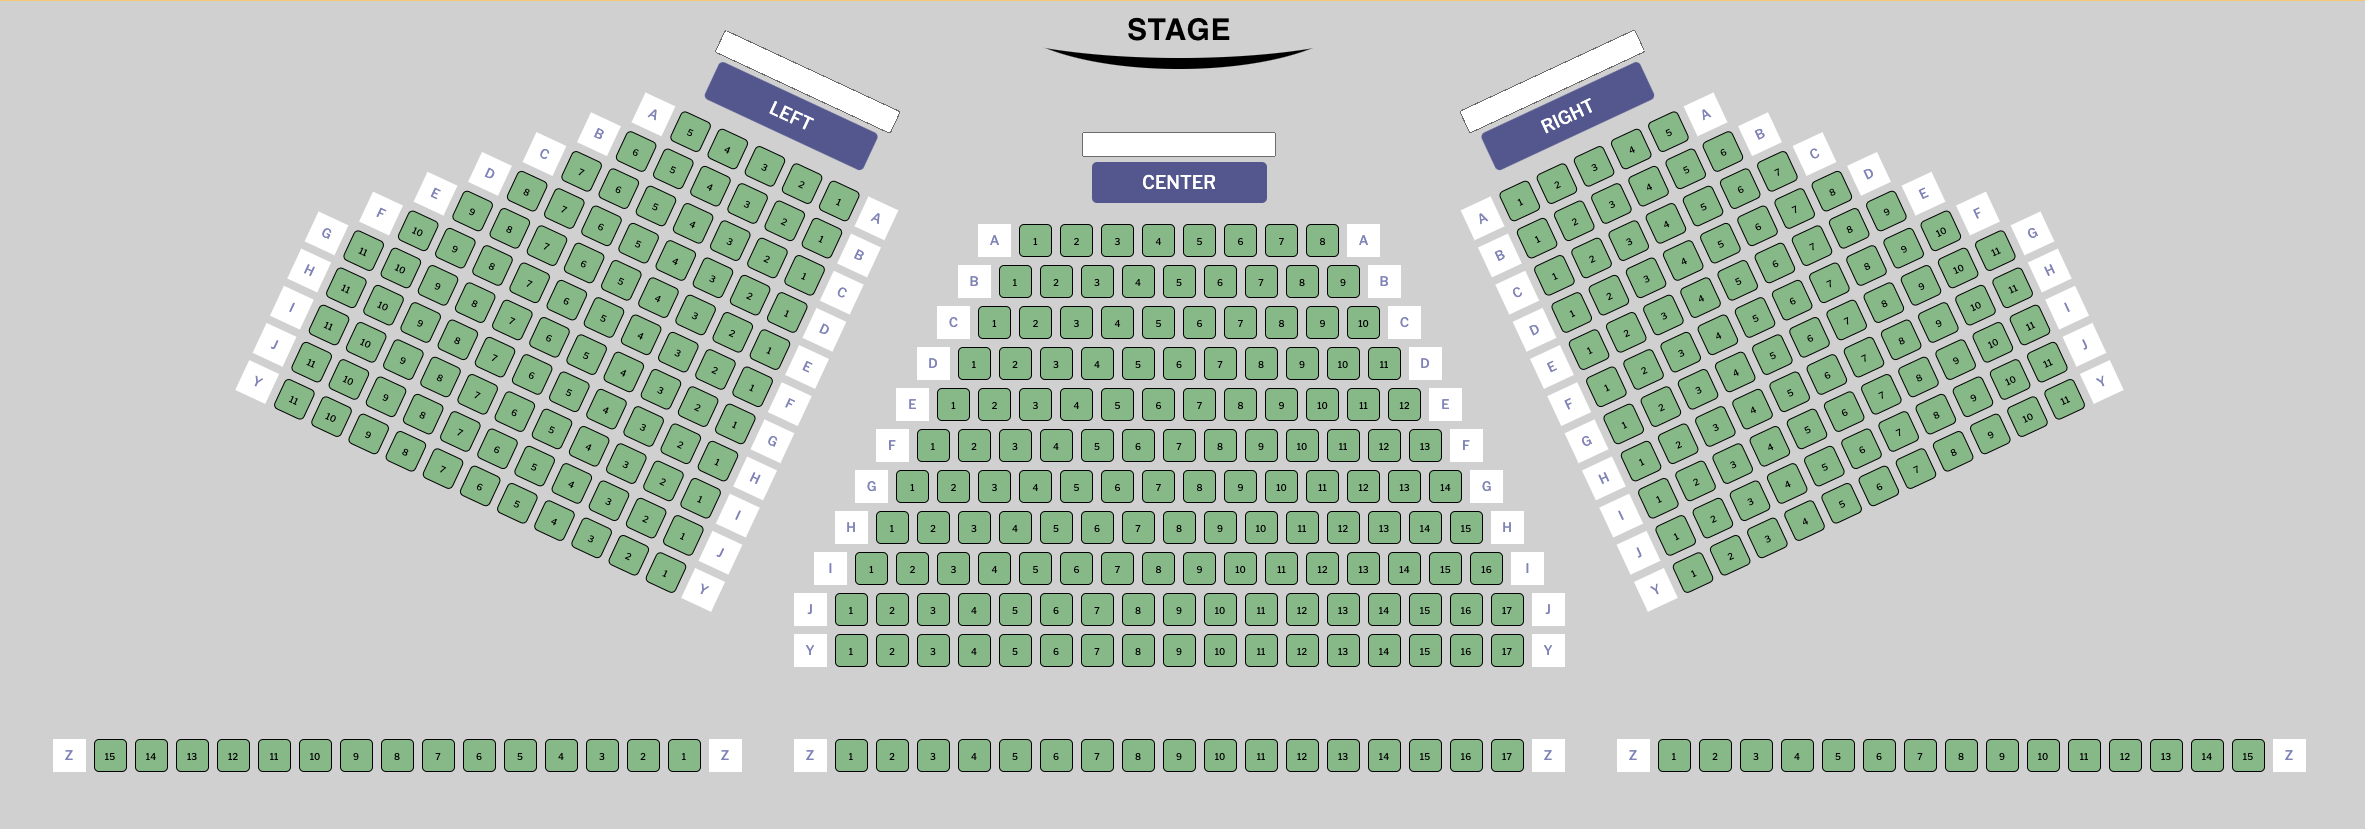 STAGE
LEFT
CENTER
RIGHT
A 5 4 3 2 1 A
B 6 5 4 3 2 1 B
C 7 6 5 4 3 2 1 C
D 8 7 6 5 4 3 2 1 D
E 9 8 7 6 5 4 3 2 1 E
F 10 9 8 7 6 5 4 3 2 1 F
G 11 10 9 8 7 6 5 4 3 2 1 G
H 11 10 9 8 7 6 5 4 3 2 1 H
I 11 10 9 8 7 6 5 4 3 2 1 I
J 11 10 9 8 7 6 5 4 3 2 1 J
Y 11 10 9 8 7 6 5 4 3 2 1 Y
A 1 2 3 4 5 6 7 8 A
B 1 2 3 4 5 6 7 8 9 B
C 1 2 3 4 5 6 7 8 9 10 C
D 1 2 3 4 5 6 7 8 9 10 11 D
E 1 2 3 4 5 6 7 8 9 10 11 12 E
F 1 2 3 4 5 6 7 8 9 10 11 12 13 F
G 1 2 3 4 5 6 7 8 9 10 11 12 13 14 G
H 1 2 3 4 5 6 7 8 9 10 11 12 13 14 15 H
I 1 2 3 4 5 6 7 8 9 10 11 12 13 14 15 16 I
J 1 2 3 4 5 6 7 8 9 10 11 12 13 14 15 16 17 J
Y 1 2 3 4 5 6 7 8 9 10 11 12 13 14 15 16 17 Y
A 1 2 3 4 5 A
B 1 2 3 4 5 6 B
C 1 2 3 4 5 6 7 C
D 1 2 3 4 5 6 7 8 D
E 1 2 3 4 5 6 7 8 9 E
F 1 2 3 4 5 6 7 8 9 10 F
G 1 2 3 4 5 6 7 8 9 10 11 G
H 1 2 3 4 5 6 7 8 9 10 11 H
I 1 2 3 4 5 6 7 8 9 10 11 I
J 1 2 3 4 5 6 7 8 9 10 11 J
Y 1 2 3 4 5 6 7 8 9 10 11 Y
Z 15 14 13 12 11 10 9 8 7 6 5 4 3 2 1 Z
Z 1 2 3 4 5 6 7 8 9 10 11 12 13 14 15 16 17 Z
Z 1 2 3 4 5 6 7 8 9 10 11 12 13 14 15 Z